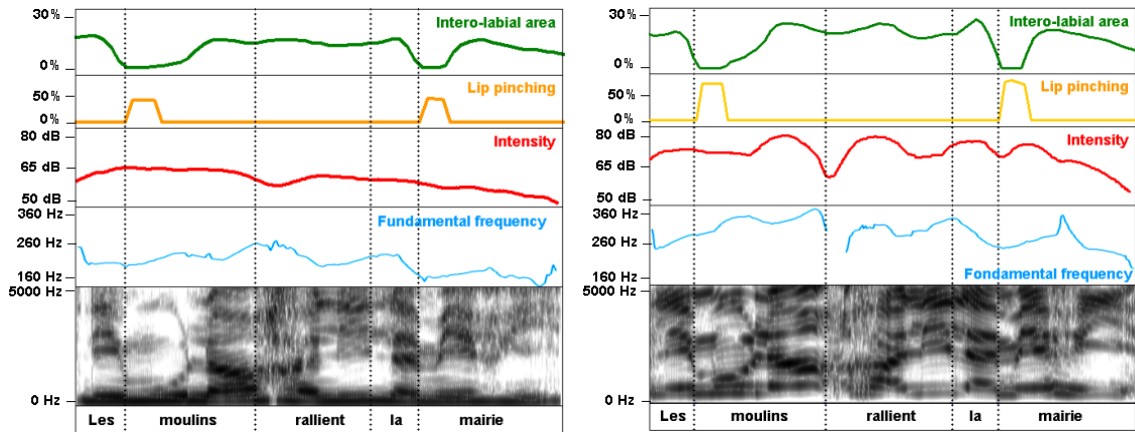 30%
Intero-labial area
0%
50%
Lip pinching
0%
80 dB
Intensity
65 dB
50 dB
360 Hz
Fundamental frequency
260 Hz
160 Hz
5000 Hz
0 Hz
Les moulins rallient la mairie
30%
Intero-labial area
0%
50%
Lip pinching
0%
80 dB
Intensity
65 dB
50 dB
360 Hz
260 Hz
160 Hz
Fondamental frequency
5000 Hz
0 Hz
Les moulins rallient la mairie